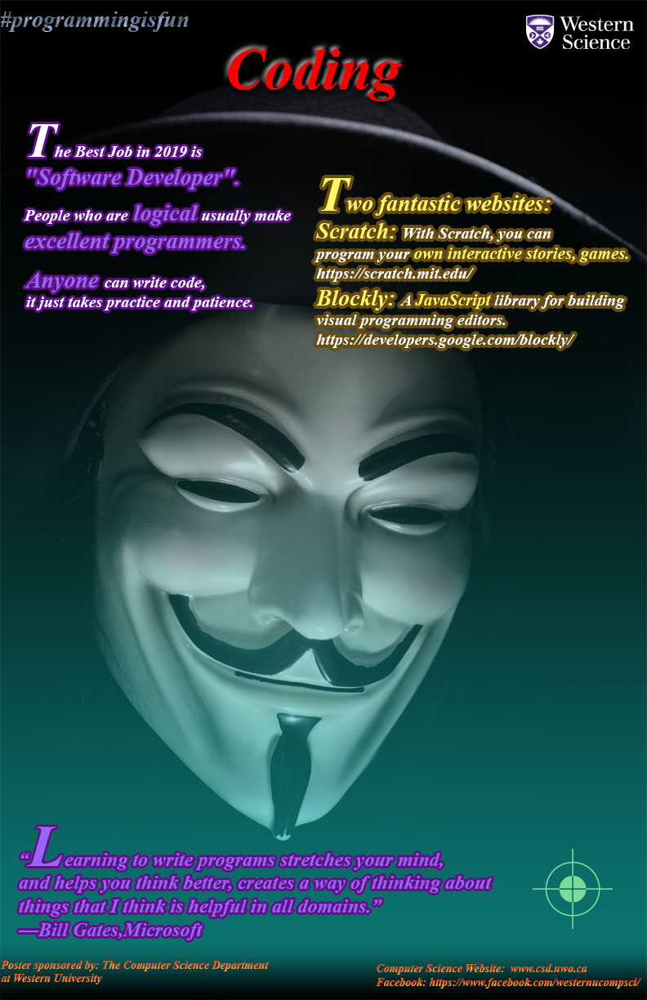 #programmingisfun
Western
Science
Coding
The Best Job in 2019 is
"Software Developer".
People who are logical usually make
excellent programmers.
Anyone can write code,
it just takes practice and patience.
Two fantastic websites:
Scratch: With Scratch, you can
program your own interactive stories, games.
https://scratch.mit.edu/
Blockly: A JavaScript library for building
visual programming editors.
https://developers.google.com/blockly/
“Learning to write programs stretches your mind,
and helps you think better, creates a way of thinking about
things that I think is helpful in all domains.”
—Bill Gates,Microsoft
Poster sponsored by: The Computer Science Department
at Western University
Computer Science Website: www.csd.uwo.ca
Facebook: https://www.facebook.com/westernucompsci/